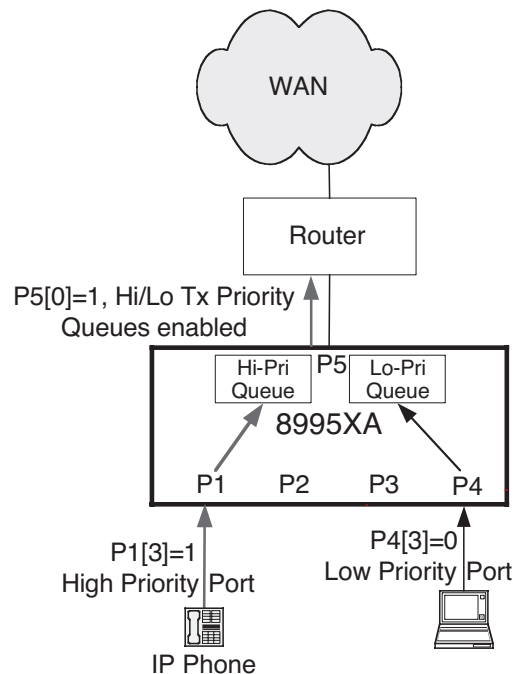 WAN
Router
P5[0]=1, Hi/Lo Tx Priority
Queues enabled
Hi-Pri
Queue
P5
Lo-Pri
Queue
8995XA
P1
P2
P3
P4
P1[3]=1
High Priority Port
P4[3]=0
Low Priority Port
IP Phone